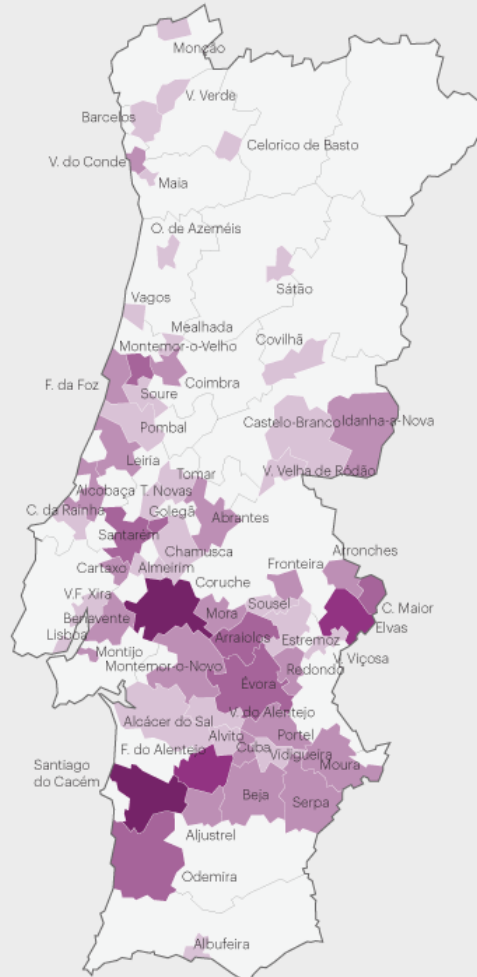 Monção
V. Verde
Barcelos
Celorico de Basto
V. do Conde
Maia
O. de Azeméis
Sátão
Vagos
Mealhada
Covilhã
Montemor-o-Velho
F. da Foz
Coimbra
Soure
Castelo-Branco
Idanha-a-Nova
Pombal
Leiria
V. Velha de Ródão
Tomar
Alcobaça
T. Novas
C. da Rainha
Golegã
Abrantes
Santarém
Chamusca
Arronches
Cartaxo
Almeirim
Fronteira
Coruche
V.F. Xira
Sousel
C. Maior
Benavente
Mora
Elvas
Lisboa
Arraiolos
Estremoz
V. Viçosa
Montijo
Montemor-o-Novo
Redondo
Évora
V. do Alentejo
Alcácer do Sal
Portel
Alvito
F. do Alentejo
Cuba
Vidigueira
Moura
Santiago
do Cacém
Beja
Serpa
Aljustrel
Odemira
Albufeira